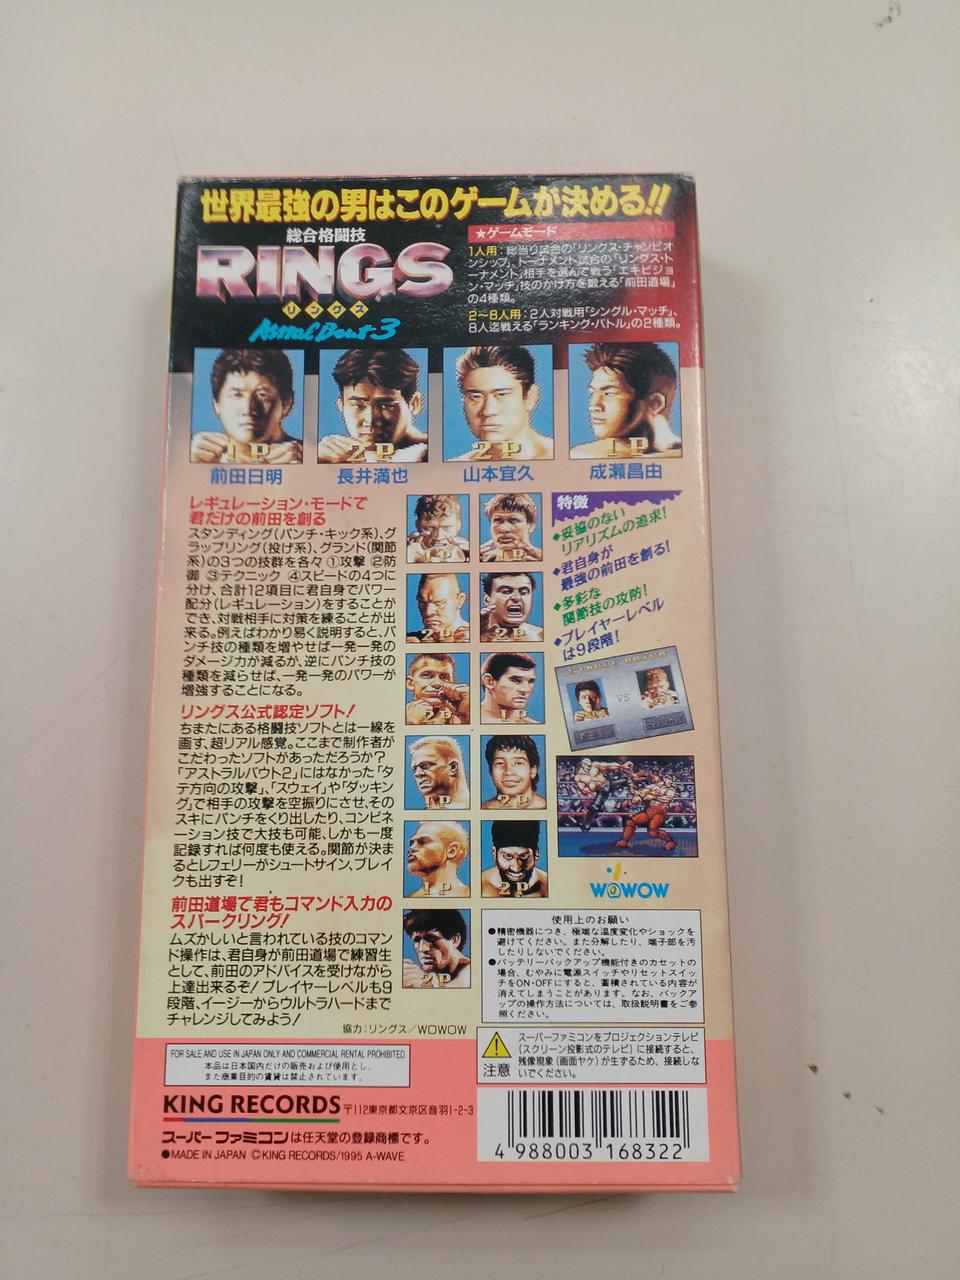 世界最強の男はこのゲームが決める!!
総合格闘技
RINGS
リングス
Astral Bout 3
★ゲームモード
1人用：総当り試合の「リングス・チャンピオ
ンシップ」、トーナメント試合の「リングス・ト
ーナメント」相手を選んで戦う「エキビジョ
ン・マッチ」技のかけ方を鍛える「前田道場」
の4種類。
2〜8人用：2人対戦用「シングル・マッチ」、
8人迄戦える「ランキング・バトル」の2種類。
1P
2P
2P
1P
前田日明
長井満也
山本宜久
成瀬昌由
レギュレーション・モードで
君だけの前田を創る
スタンディング(パンチ・キック系)、グ
ラップリング(投げ系)、グランド(関節
系)の3つの技群を各々 ①攻撃 ②防
御 ③テクニック ④スピードの4つに
分け、合計12項目に君自身でパワー
配分(レギュレーション)をすることが
でき、対戦相手に対策を練ることが出
来る。例えばわかり易く説明すると、パ
ンチ技の種類を増やせば一発一発の
ダメージ力が減るが、逆にパンチ技の
種類を減らせば、一発一発のパワーが
増強することになる。
リングス公式認定ソフト!
ちまたにある格闘技ソフトとは一線を
画す、超リアル感覚。ここまで制作者が
こだわったソフトがあっただろうか?
「アストラルバウト2」にはなかった「タ
テ方向の攻撃」、「スウェイ」や「ダッキン
グ」で相手の攻撃を空振りにさせ、その
スキにパンチをくり出したり、コンビネ
ーション技で大技も可能、しかも一度
記録すれば何度も使える。関節が決ま
るとレフェリーがシュートサイン、ブレイ
クも出すぞ!
前田道場で君もコマンド入力の
スパークリング!
ムズかしいと言われている技のコマン
ド操作は、君自身が前田道場で練習生
として、前田のアドバイスを受けながら
上達出来るぞ! プレイヤーレベルも9
段階、イージーからウルトラハードまで
チャレンジしてみよう!
協力：リングス/WOWOW
1P
1P
2P
2P
2P
1P
1P
2P
1P
2P
2P
特徴
◆妥協のない
リアリズムの追求!
◆君自身が
最強の前田を創る!
◆多彩な
関節技の攻防!
◆プレイヤーレベル
は9段階!
SINGLE MATCH
VS
WOWOW
使用上のお願い
●精密機器につき、極端な温度変化やショックを
避けてください。また分解したり、端子部を汚
したりしないでください。
●バッテリーバックアップ機能付きのカセットの
場合、むやみに電源スイッチやリセットスイッ
チをON・OFFにすると、蓄積されている内容が
消えてしまうことがあります。なお、バックア
ップの操作方法については、取扱説明書をご参
照ください。
注意
スーパーファミコンをプロジェクションテレビ
(スクリーン投影式のテレビ)に接続すると、
残像現象(画面ヤケ)が生ずるため、接続しな
いでください。
FOR SALE AND USE IN JAPAN ONLY AND COMMERCIAL RENTAL PROHIBITED.
本品は日本国内だけの販売および使用とし、
また商業目的の賃貸は禁止されています。
KING RECORDS 〒112東京都文京区音羽1-2-3
スーパーファミコンは任天堂の登録商標です。
●MADE IN JAPAN ©KING RECORDS/1995 A-WAVE
4 988003 168322